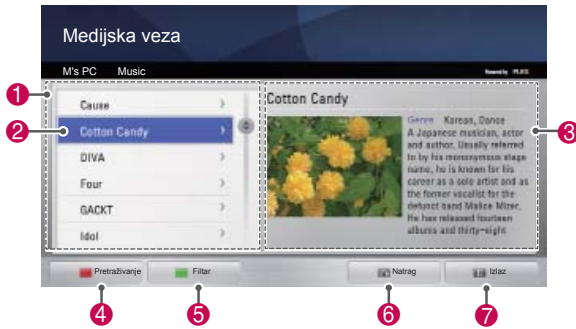 Medijska veza
M's PC Music
Powered by PLEX
1
Cause
2
Cotton Candy
DIVA
Four
GACKT
Idol
Cotton Candy
Genre Korean, Dance
A Japanese musician, actor
and author. Usually referred
to by his mononymous stage
name, he is known for his
career as a solo artist and as
the former vocalist for the
defunct band Malice Mizer.
He has released fourteen
albums and thirty-eight
3
Pretraživanje
Filtar
Natrag
Izlaz
4
5
6
7